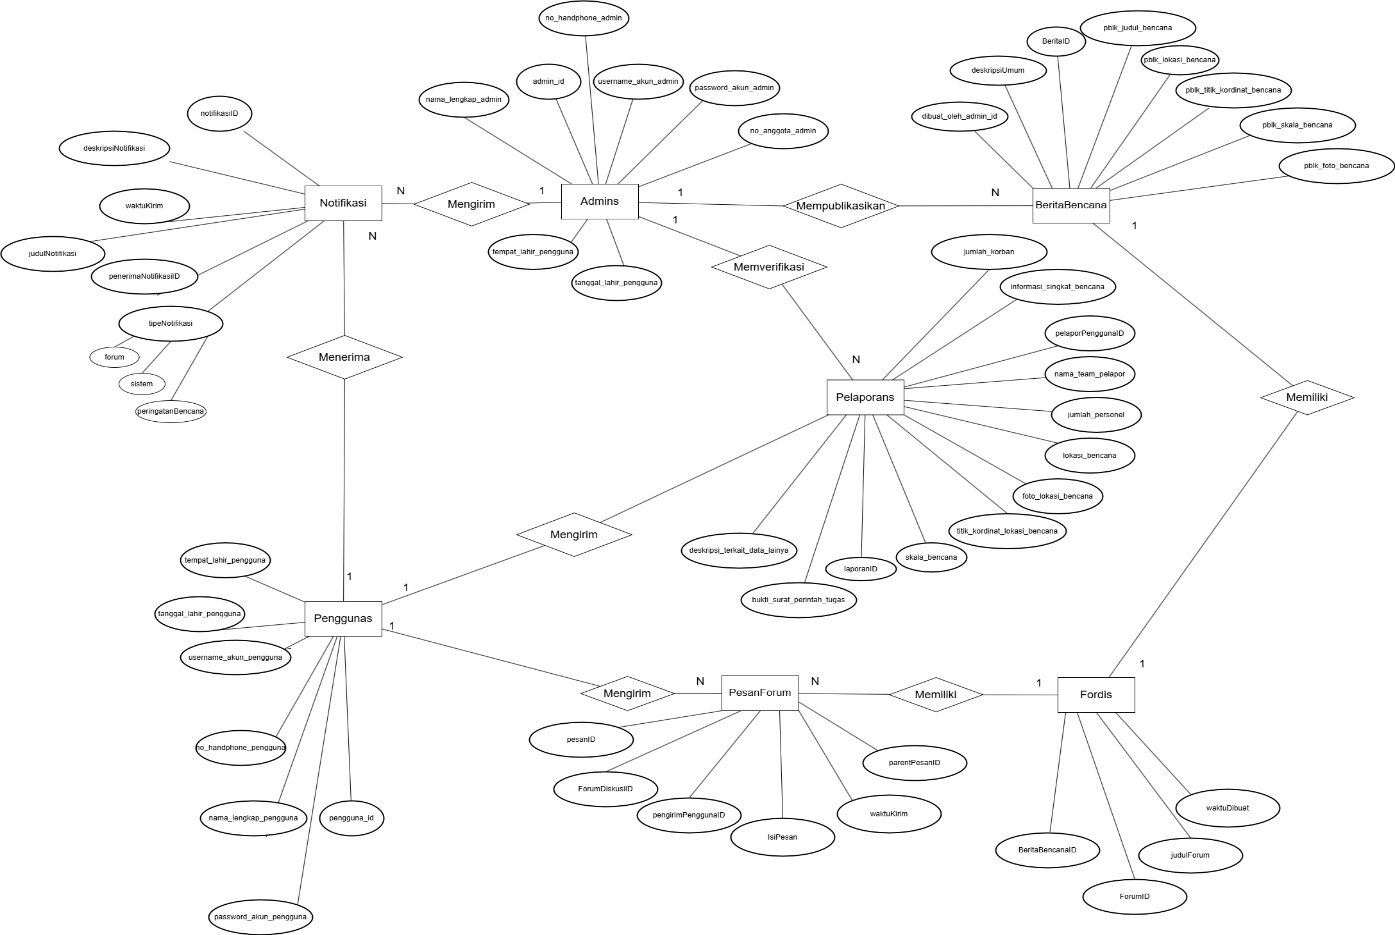 no_handphone_admin
pblk_judul_bencana
BeritaID
pblk_lokasi_bencana
deskripsiUmum
admin_id
username_akun_admin
password_akun_admin
pblk_titik_kordinat_bencana
nama_lengkap_admin
notifikasiID
dibuat_oleh_admin_id
pblk_skala_bencana
no_anggota_admin
deskripsiNotifikasi
pblk_foto_bencana
N
1
1
N
Notifikasi
Mengirim
Admins
Mempublikasikan
BeritaBencana
waktuKirim
1
1
N
judulNotifikasi
tempat_lahir_pengguna
jumlah_korban
penerimaNotifikasiID
Memverifikasi
tanggal_lahir_pengguna
informasi_singkat_bencana
tipeNotifikasi
pelaporPenggunaID
forum
Menerima
N
nama_team_pelapor
sistem
Pelaporans
Memiliki
peringatanBencana
jumlah_personel
lokasi_bencana
foto_lokasi_bencana
titik_kordinat_lokasi_bencana
Mengirim
deskripsi_terkait_data_lainya
skala_bencana
tempat_lahir_pengguna
laporanID
1
1
bukti_surat_perintah_tugas
tanggal_lahir_pengguna
Penggunas
1
username_akun_pengguna
1
N
N
1
Mengirim
PesanForum
Memiliki
Fordis
pesanID
no_handphone_pengguna
parentPesanID
ForumDiskusiID
waktuDibuat
nama_lengkap_pengguna
pengguna_id
pengirimPenggunaID
waktuKirim
IsiPesan
BeritaBencanaID
judulForum
ForumID
password_akun_pengguna